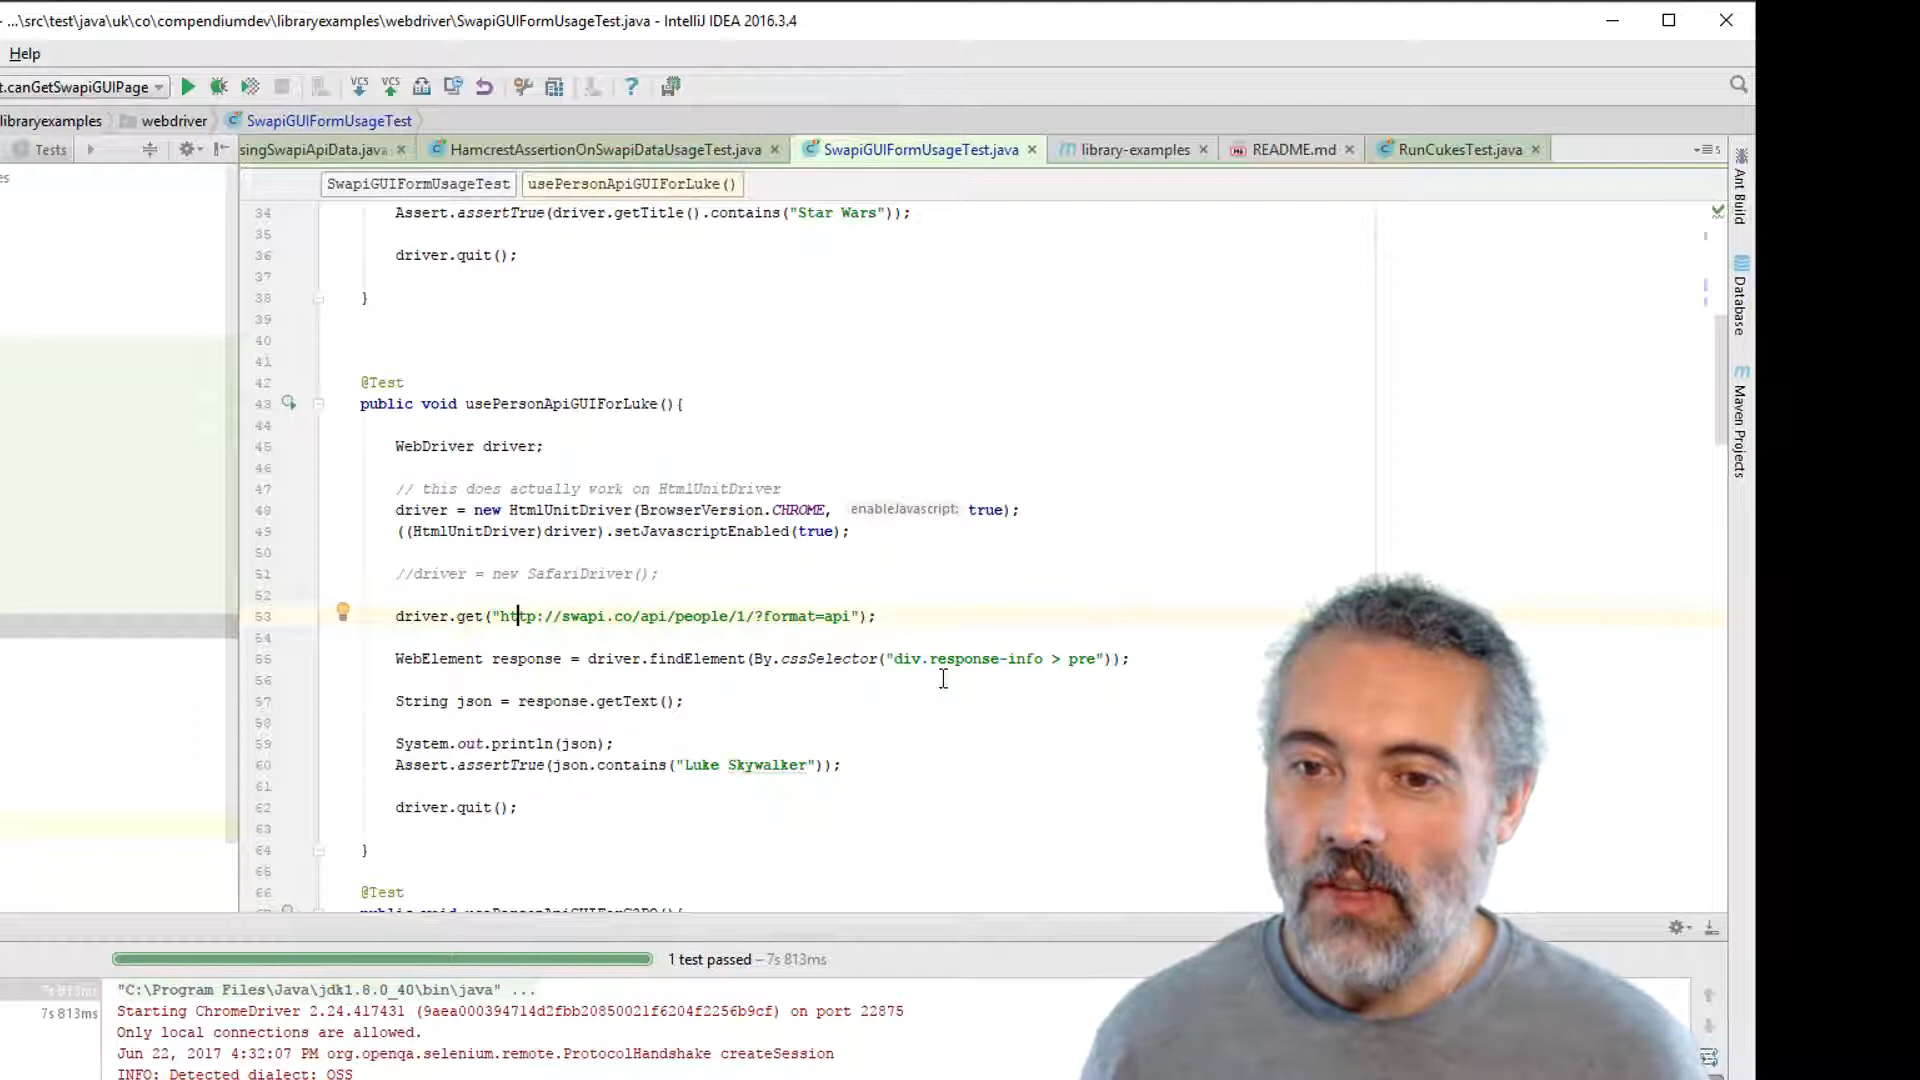 ...\src\test\java\uk\co\compendiumdev\libraryexamples\webdriver\SwapiGUIFormUsageTest.java - IntelliJ IDEA 2016.3.4
Help
t.canGetSwapiGUIPage
VCS VCS
libraryexamples webdriver SwapiGUIFormUsageTest
Tests
singSwapiApiData.java HamcrestAssertionOnSwapiDataUsageTest.java SwapiGUIFormUsageTest.java library-examples README.md RunCukesTest.java
SwapiGUIFormUsageTest usePersonApiGUIForLuke()
34 Assert.assertTrue(driver.getTitle().contains("Star Wars"));
35
36 driver.quit();
37
38 }
39
40
41
42 @Test
43 public void usePersonApiGUIForLuke(){
44
45 WebDriver driver;
46
47 // this does actually work on HtmlUnitDriver
48 driver = new HtmlUnitDriver(BrowserVersion.CHROME, enableJavascript: true);
49 ((HtmlUnitDriver)driver).setJavascriptEnabled(true);
50
51 //driver = new SafariDriver();
52
53 driver.get("http://swapi.co/api/people/1/?format=api");
54
55 WebElement response = driver.findElement(By.cssSelector("div.response-info > pre"));
56
57 String json = response.getText();
58
59 System.out.println(json);
60 Assert.assertTrue(json.contains("Luke Skywalker"));
61
62 driver.quit();
63
64 }
65
66 @Test
Ant Build
Database
Maven Projects
1 test passed – 7s 813ms
7s 813ms
"C:\Program Files\Java\jdk1.8.0_40\bin\java" ...
7s 813ms
Starting ChromeDriver 2.24.417431 (9aea000394714d2fbb20850021f6204f2256b9cf) on port 22875
Only local connections are allowed.
Jun 22, 2017 4:32:07 PM org.openqa.selenium.remote.ProtocolHandshake createSession
INFO: Detected dialect: OSS